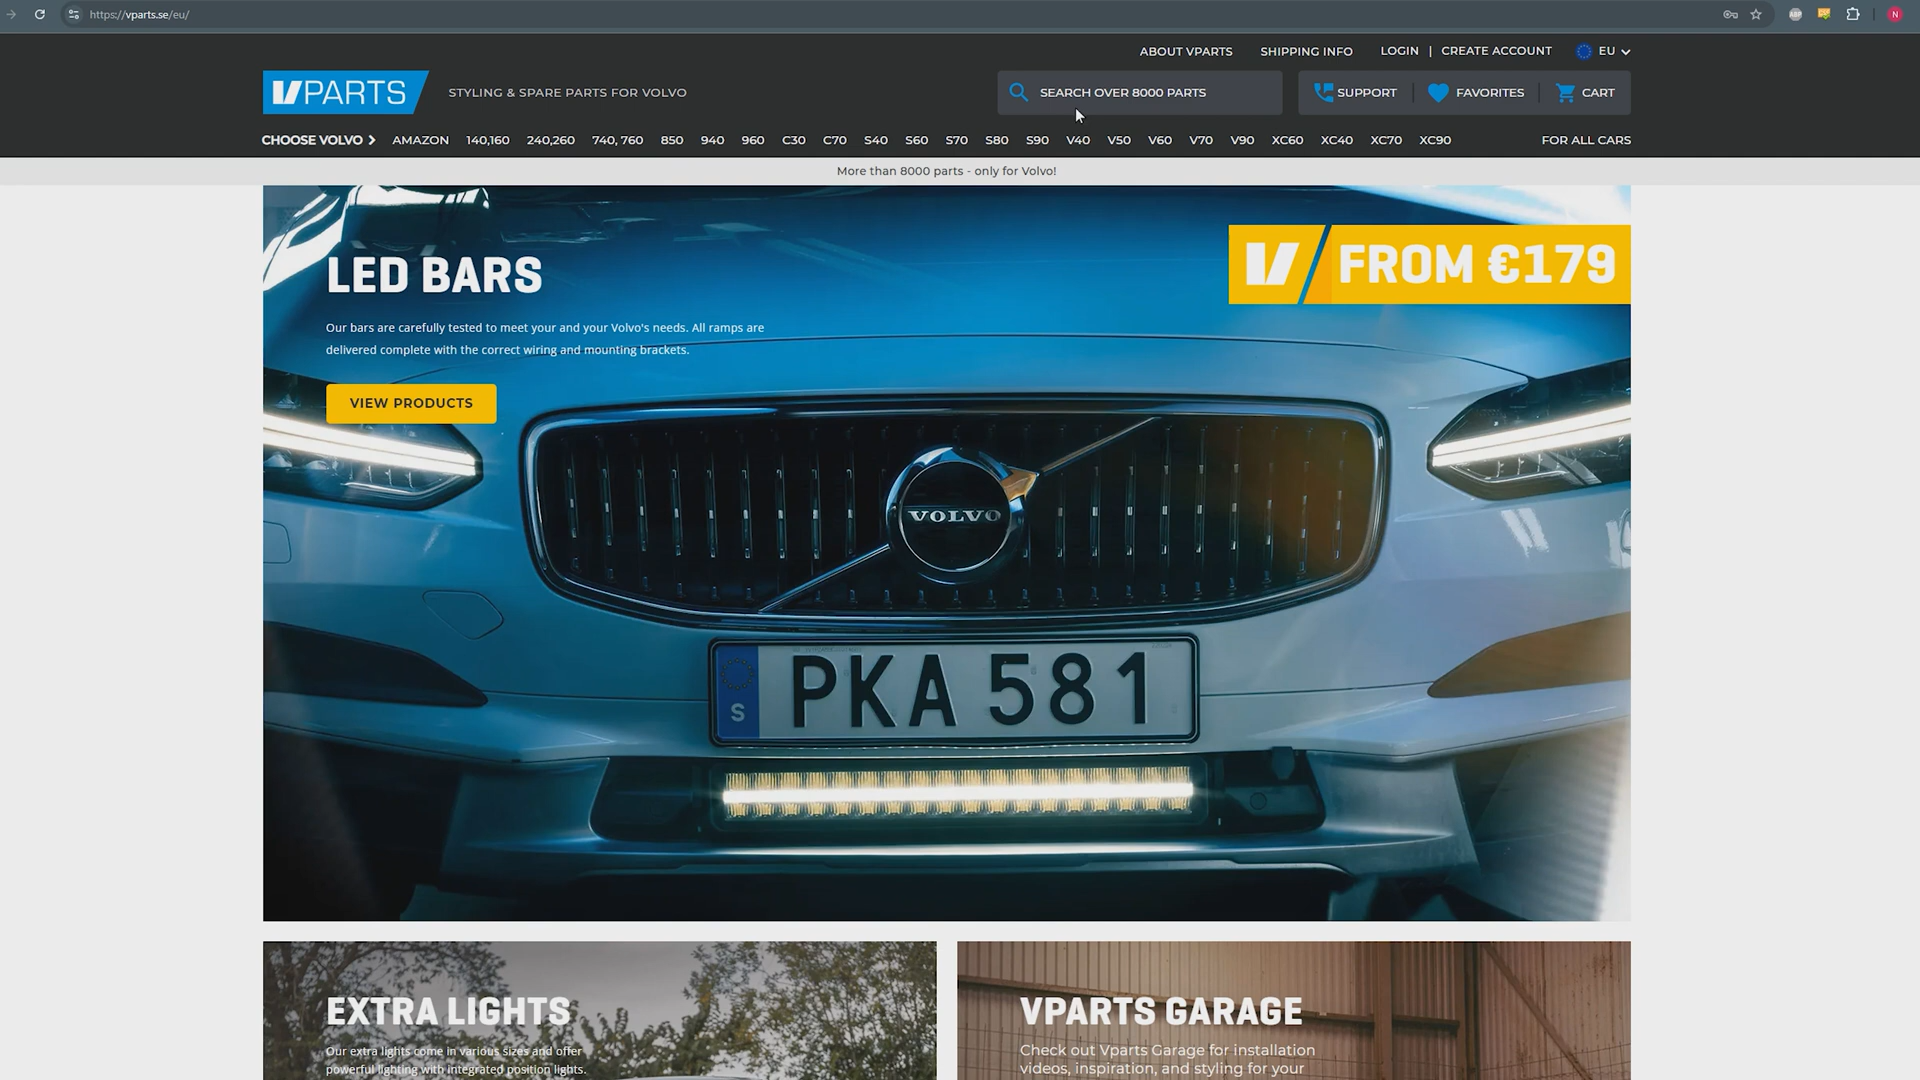 https://vparts.se/eu/
N
ABOUT VPARTS
SHIPPING INFO
LOGIN | CREATE ACCOUNT
EU
VPARTS
STYLING & SPARE PARTS FOR VOLVO
SEARCH OVER 8000 PARTS
SUPPORT
FAVORITES
CART
CHOOSE VOLVO
AMAZON
140,160
240,260
740, 760
850
940
960
C30
C70
S40
S60
S70
S80
S90
V40
V50
V60
V70
V90
XC60
XC40
XC70
XC90
FOR ALL CARS
More than 8000 parts - only for Volvo!
LED BARS
Our bars are carefully tested to meet your and your Volvo's needs. All ramps are
delivered complete with the correct wiring and mounting brackets.
VIEW PRODUCTS
V FROM €179
VOLVO
S PKA 581
EXTRA LIGHTS
Our extra lights come in various sizes and offer
powerful lighting with integrated position lights.
VPARTS GARAGE
Check out Vparts Garage for installation
videos, inspiration, and styling for your